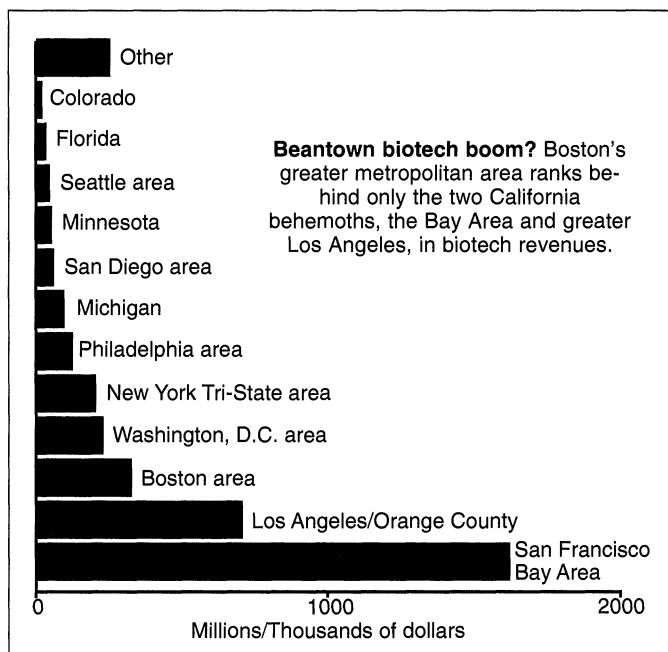 Other
Colorado
Florida
Beantown biotech boom? Boston's
greater metropolitan area ranks be-
hind only the two California
behemoths, the Bay Area and greater
Los Angeles, in biotech revenues.
Seattle area
Minnesota
San Diego area
Michigan
Philadelphia area
New York Tri-State area
Washington, D.C. area
Boston area
Los Angeles/Orange County
San Francisco
Bay Area
0 1000 2000
Millions/Thousands of dollars